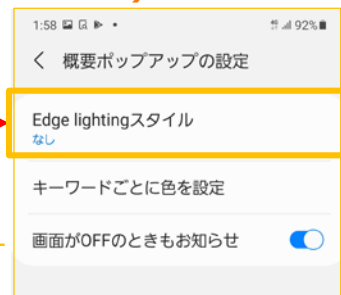 1:58 92%
概要ポップアップの設定
Edge lightingスタイル
なし
キーワードごとに色を設定
画面がOFFのときもお知らせ